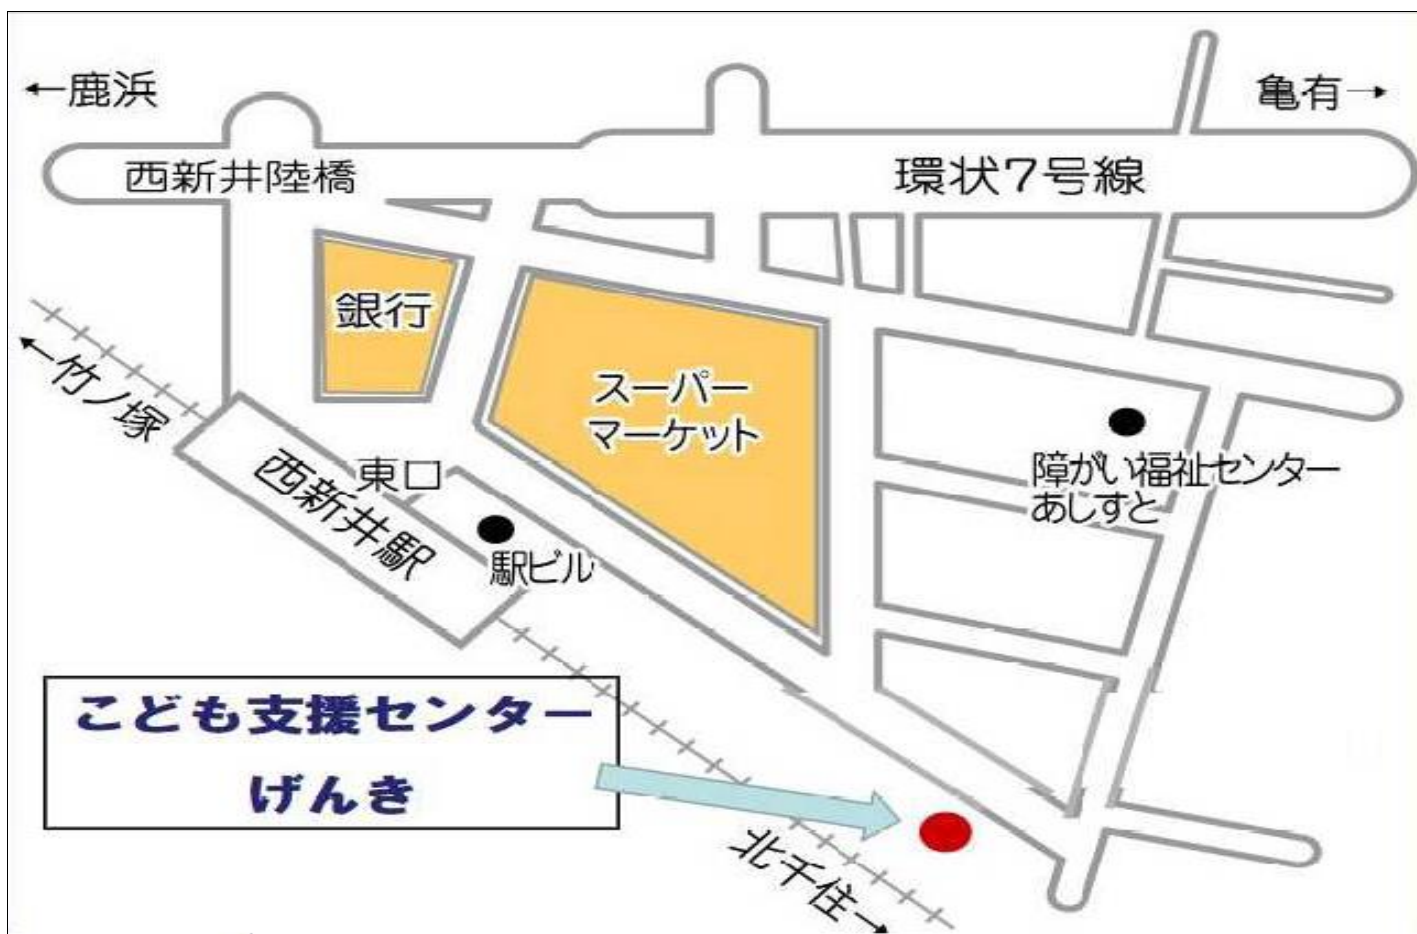 ←鹿浜
亀有→
西新井陸橋
環状7号線
銀行
←竹ノ塚
スーパー
マーケット
障がい福祉センター
あしすと
東口
西新井駅
駅ビル
こども支援センター
げんき
北千住→